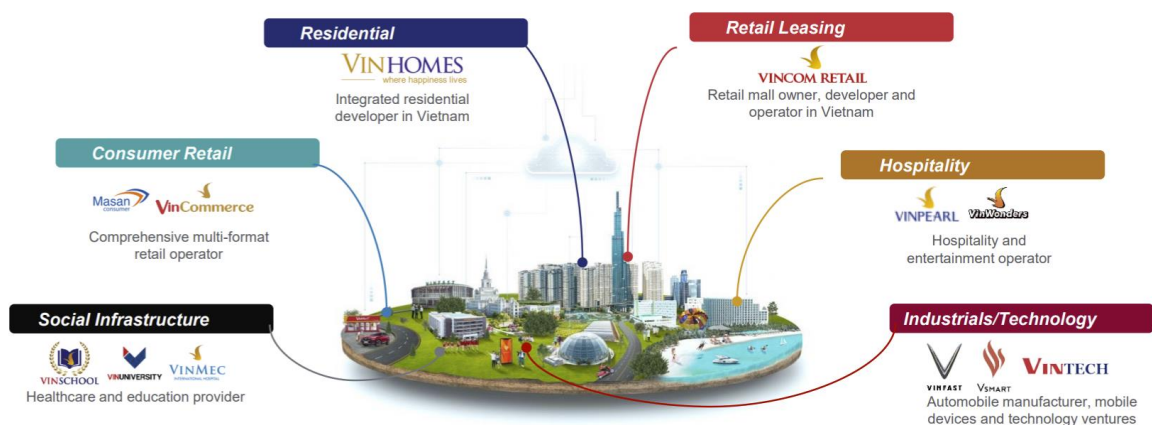 Residential
VINHOMES
where happiness lives
Integrated residential
developer in Vietnam
Retail Leasing
VINCOM RETAIL
Retail mall owner, developer and
operator in Vietnam
Consumer Retail
Masan
consumer
VinCommerce
Comprehensive multi-format
retail operator
Hospitality
VINPEARL
VinWonders
Hospitality and
entertainment operator
Social Infrastructure
VINSCHOOL
VINUNIVERSITY
VINMEC
INTERNATIONAL HOSPITAL
Healthcare and education provider
Industrials/Technology
VINFAST
VSMART
VINTECH
Automobile manufacturer, mobile
devices and technology ventures